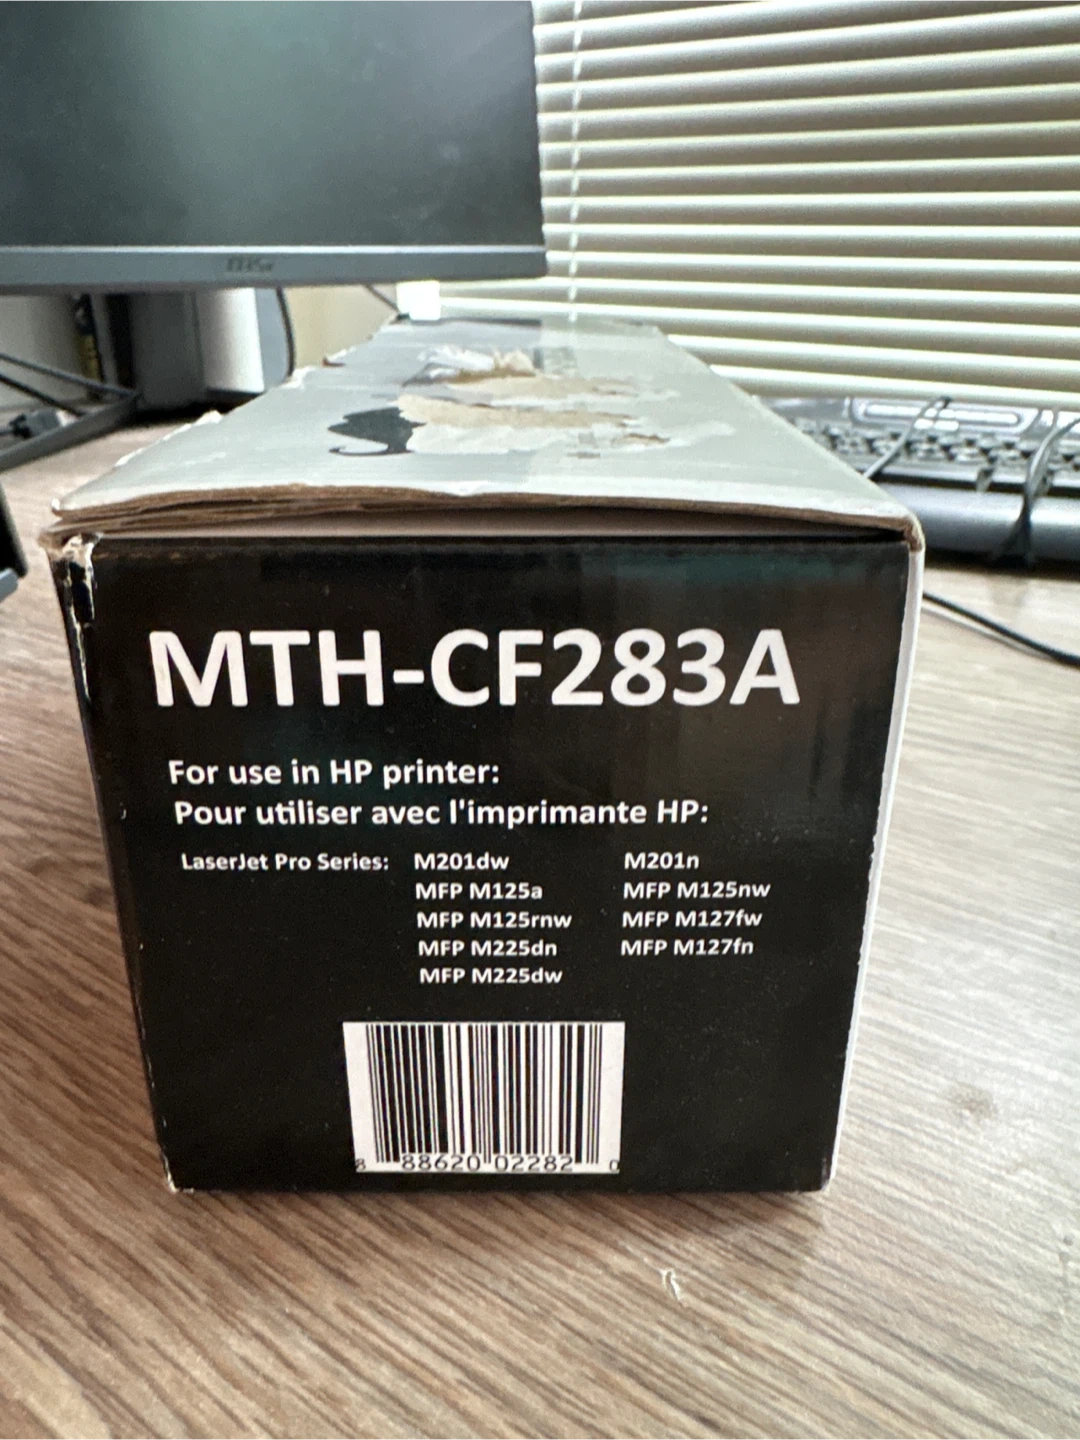 MTH-CF283A
For use in HP printer:
Pour utiliser avec l'imprimante HP:
LaserJet Pro Series: M201dw M201n
MFP M125a MFP M125nw
MFP M125rnw MFP M127fw
MFP M225dn MFP M127fn
MFP M225dw
8 88620 02282 0